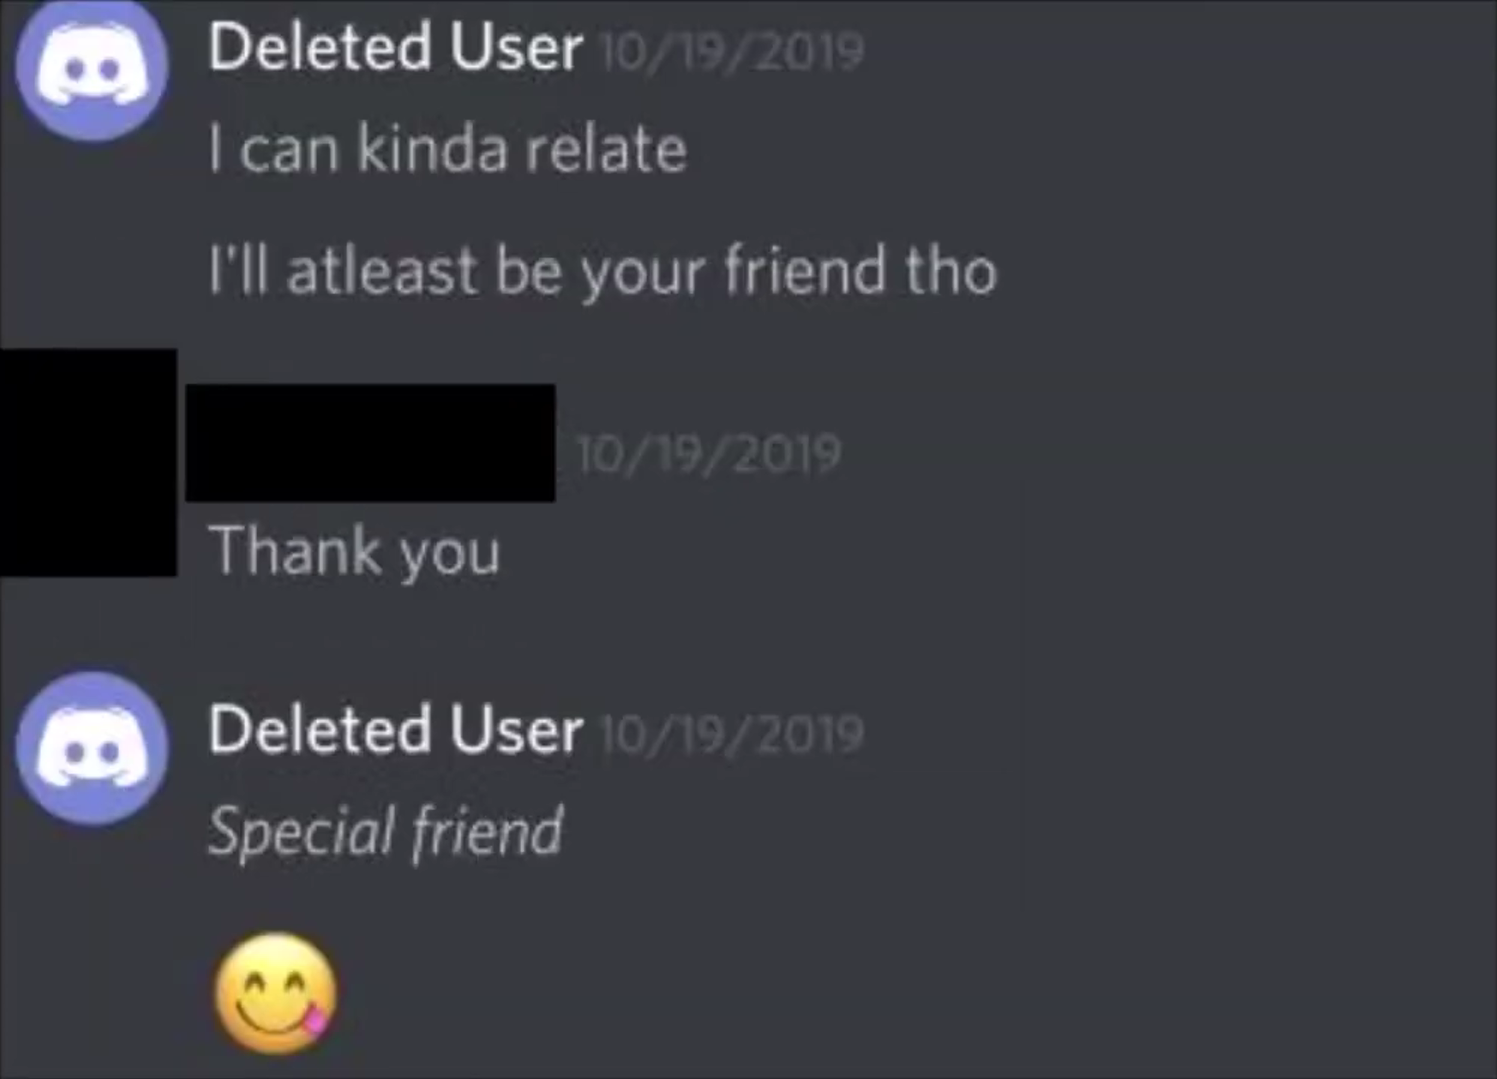 Deleted User 10/19/2019
I can kinda relate
I'll atleast be your friend tho
10/19/2019
Thank you
Deleted User 10/19/2019
Special friend